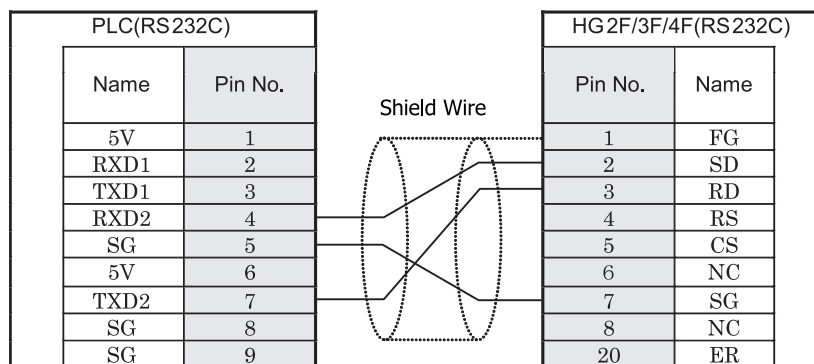 PLC(RS232C) HG2F/3F/4F(RS232C)
Name Pin No. Pin No. Name
Shield Wire
5V 1 1 FG
RXD1 2 2 SD
TXD1 3 3 RD
RXD2 4 4 RS
SG 5 5 CS
5V 6 6 NC
TXD2 7 7 SG
SG 8 8 NC
SG 9 20 ER